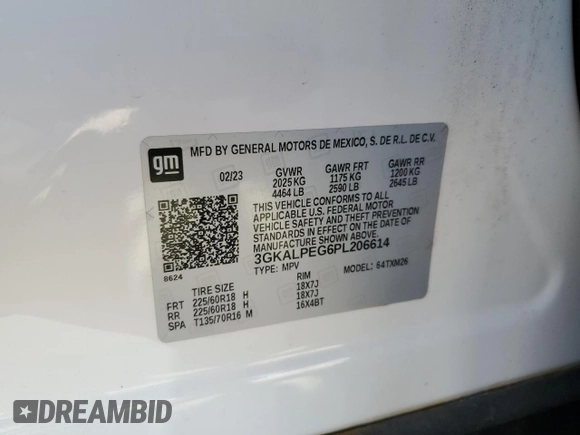 gm
MFD BY GENERAL MOTORS DE MEXICO, S. DE R.L. DE C.V.
02/23 GVWR GAWR FRT GAWR RR
2025 KG 1175 KG 1200 KG
4464 LB 2590 LB 2645 LB
THIS VEHICLE CONFORMS TO ALL
APPLICABLE U.S. FEDERAL MOTOR
VEHICLE SAFETY STANDARDS IN
EFFECT ON THE DATE OF
MANUFACTURE SHOWN ABOVE.
3GKALPEG6PL206614
8624
TYPE: MPV MODEL: 64TXM26
TIRE SIZE RIM
FRT 225/60R18 H 18X7J
RR 225/60R18 H 18X7J
SPA T135/70R16 M 16X4BT
DREAMBID